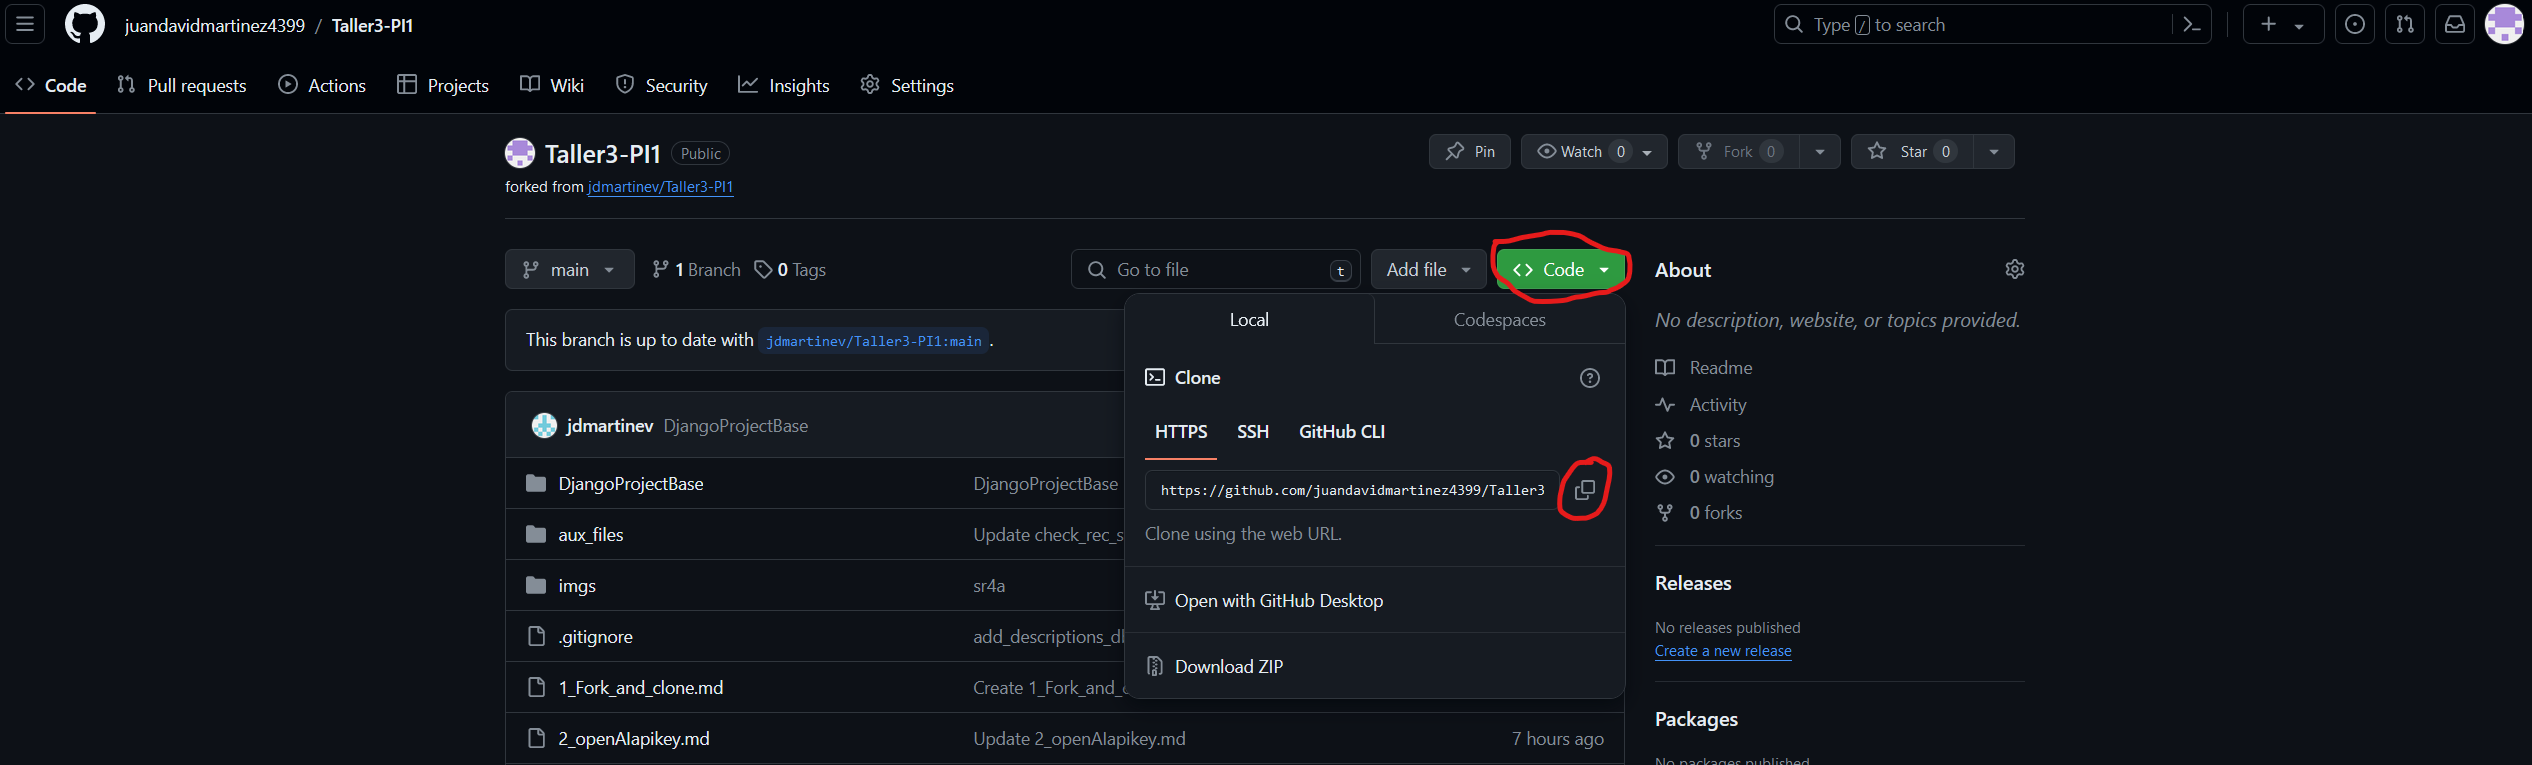 juandavidmartinez4399 / Taller3-PI1
Type / to search
Code Pull requests Actions Projects Wiki Security Insights Settings
Taller3-PI1 Public
Pin Watch 0 Fork 0 Star 0
forked from jdmartinev/Taller3-PI1
main 1 Branch 0 Tags Go to file t Add file Code
About
No description, website, or topics provided.
This branch is up to date with jdmartinev/Taller3-PI1:main.
Local Codespaces
Clone
HTTPS SSH GitHub CLI
https://github.com/juandavidmartinez4399/Taller3
Clone using the web URL.
Open with GitHub Desktop
Download ZIP
jdmartinev DjangoProjectBase
DjangoProjectBase DjangoProjectBase
aux_files Update check_rec_s
imgs sr4a
.gitignore add_descriptions_d
1_Fork_and_clone.md Create 1_Fork_and_
2_openAIapikey.md Update 2_openAIapikey.md 7 hours ago
Readme
Activity
0 stars
0 watching
0 forks
Releases
No releases published
Create a new release
Packages
No packages published